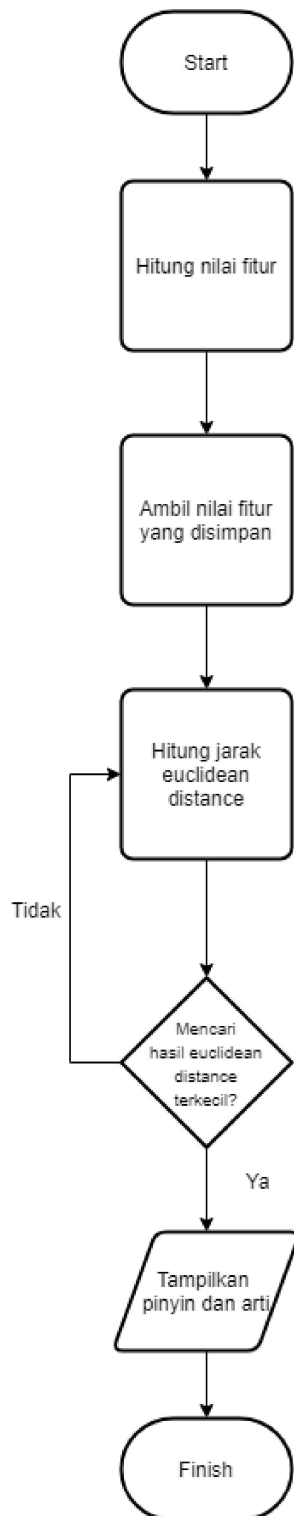 Start
Hitung nilai fitur
Ambil nilai fitur
yang disimpan
Hitung jarak
euclidean
distance
Tidak
Mencari
hasil euclidean
distance
terkecil?
Ya
Tampilkan
pinyin dan arti
Finish